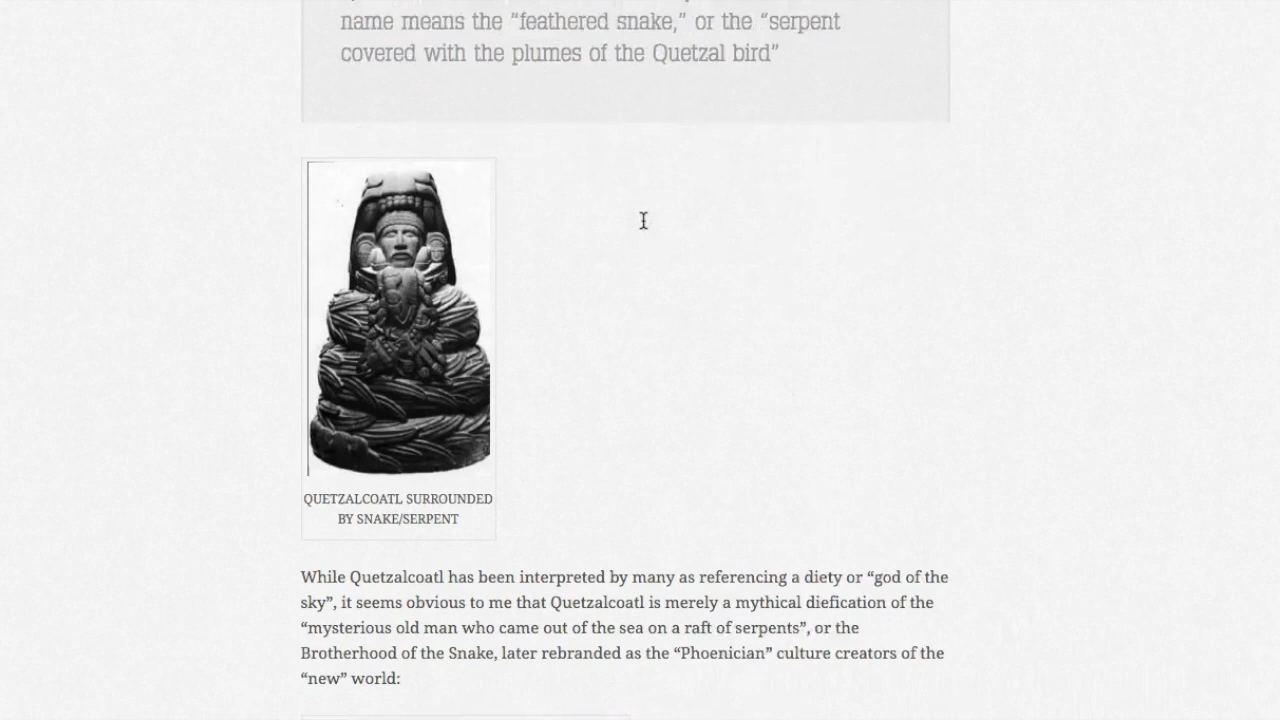 name means the “feathered snake,” or the “serpent
covered with the plumes of the Quetzal bird”
QUETZALCOATL SURROUNDED
BY SNAKE/SERPENT
While Quetzalcoatl has been interpreted by many as referencing a diety or “god of the
sky”, it seems obvious to me that Quetzalcoatl is merely a mythical diefication of the
“mysterious old man who came out of the sea on a raft of serpents”, or the
Brotherhood of the Snake, later rebranded as the “Phoenician” culture creators of the
“new” world: